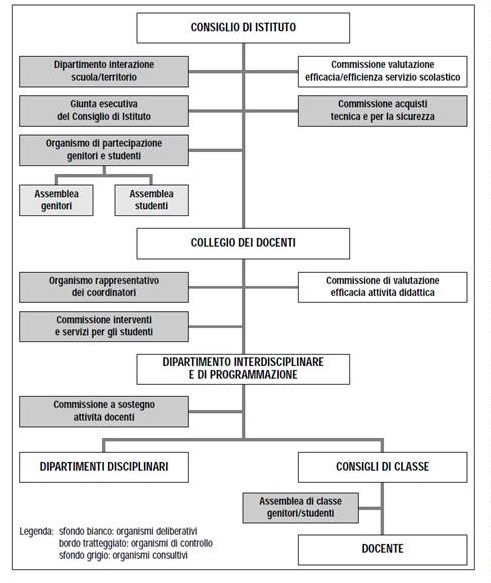 CONSIGLIO DI ISTITUTO
Dipartimento interazione
scuola/territorio
Commissione valutazione
efficacia/efficienza servizio scolastico
Giunta esecutiva
del Consiglio di Istituto
Commissione acquisti
tecnica e per la sicurezza
Organismo di partecipazione
genitori e studenti
Assemblea
genitori
Assemblea
studenti
COLLEGIO DEI DOCENTI
Organismo rappresentativo
dei coordinatori
Commissione di valutazione
efficacia attività didattica
Commissione interventi
e servizi per gli studenti
DIPARTIMENTO INTERDISCIPLINARE
E DI PROGRAMMAZIONE
Commissione a sostegno
attività docenti
DIPARTIMENTI DISCIPLINARI
CONSIGLI DI CLASSE
Assemblea di classe
genitori/studenti
DOCENTE
Legenda: sfondo bianco: organismi deliberativi
bordo tratteggiato: organismi di controllo
sfondo grigio: organismi consultivi